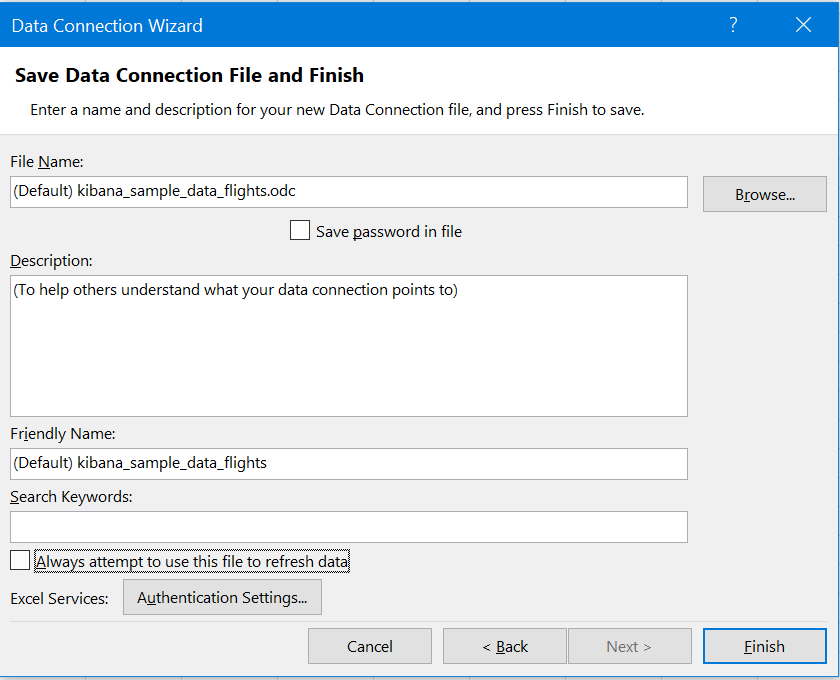 Data Connection Wizard
?
Save Data Connection File and Finish
Enter a name and description for your new Data Connection file, and press Finish to save.
File Name:
(Default) kibana_sample_data_flights.odc
Browse...
Save password in file
Description:
(To help others understand what your data connection points to)
Friendly Name:
(Default) kibana_sample_data_flights
Search Keywords:
Always attempt to use this file to refresh data
Excel Services:
Authentication Settings...
Cancel
< Back
Next >
Finish